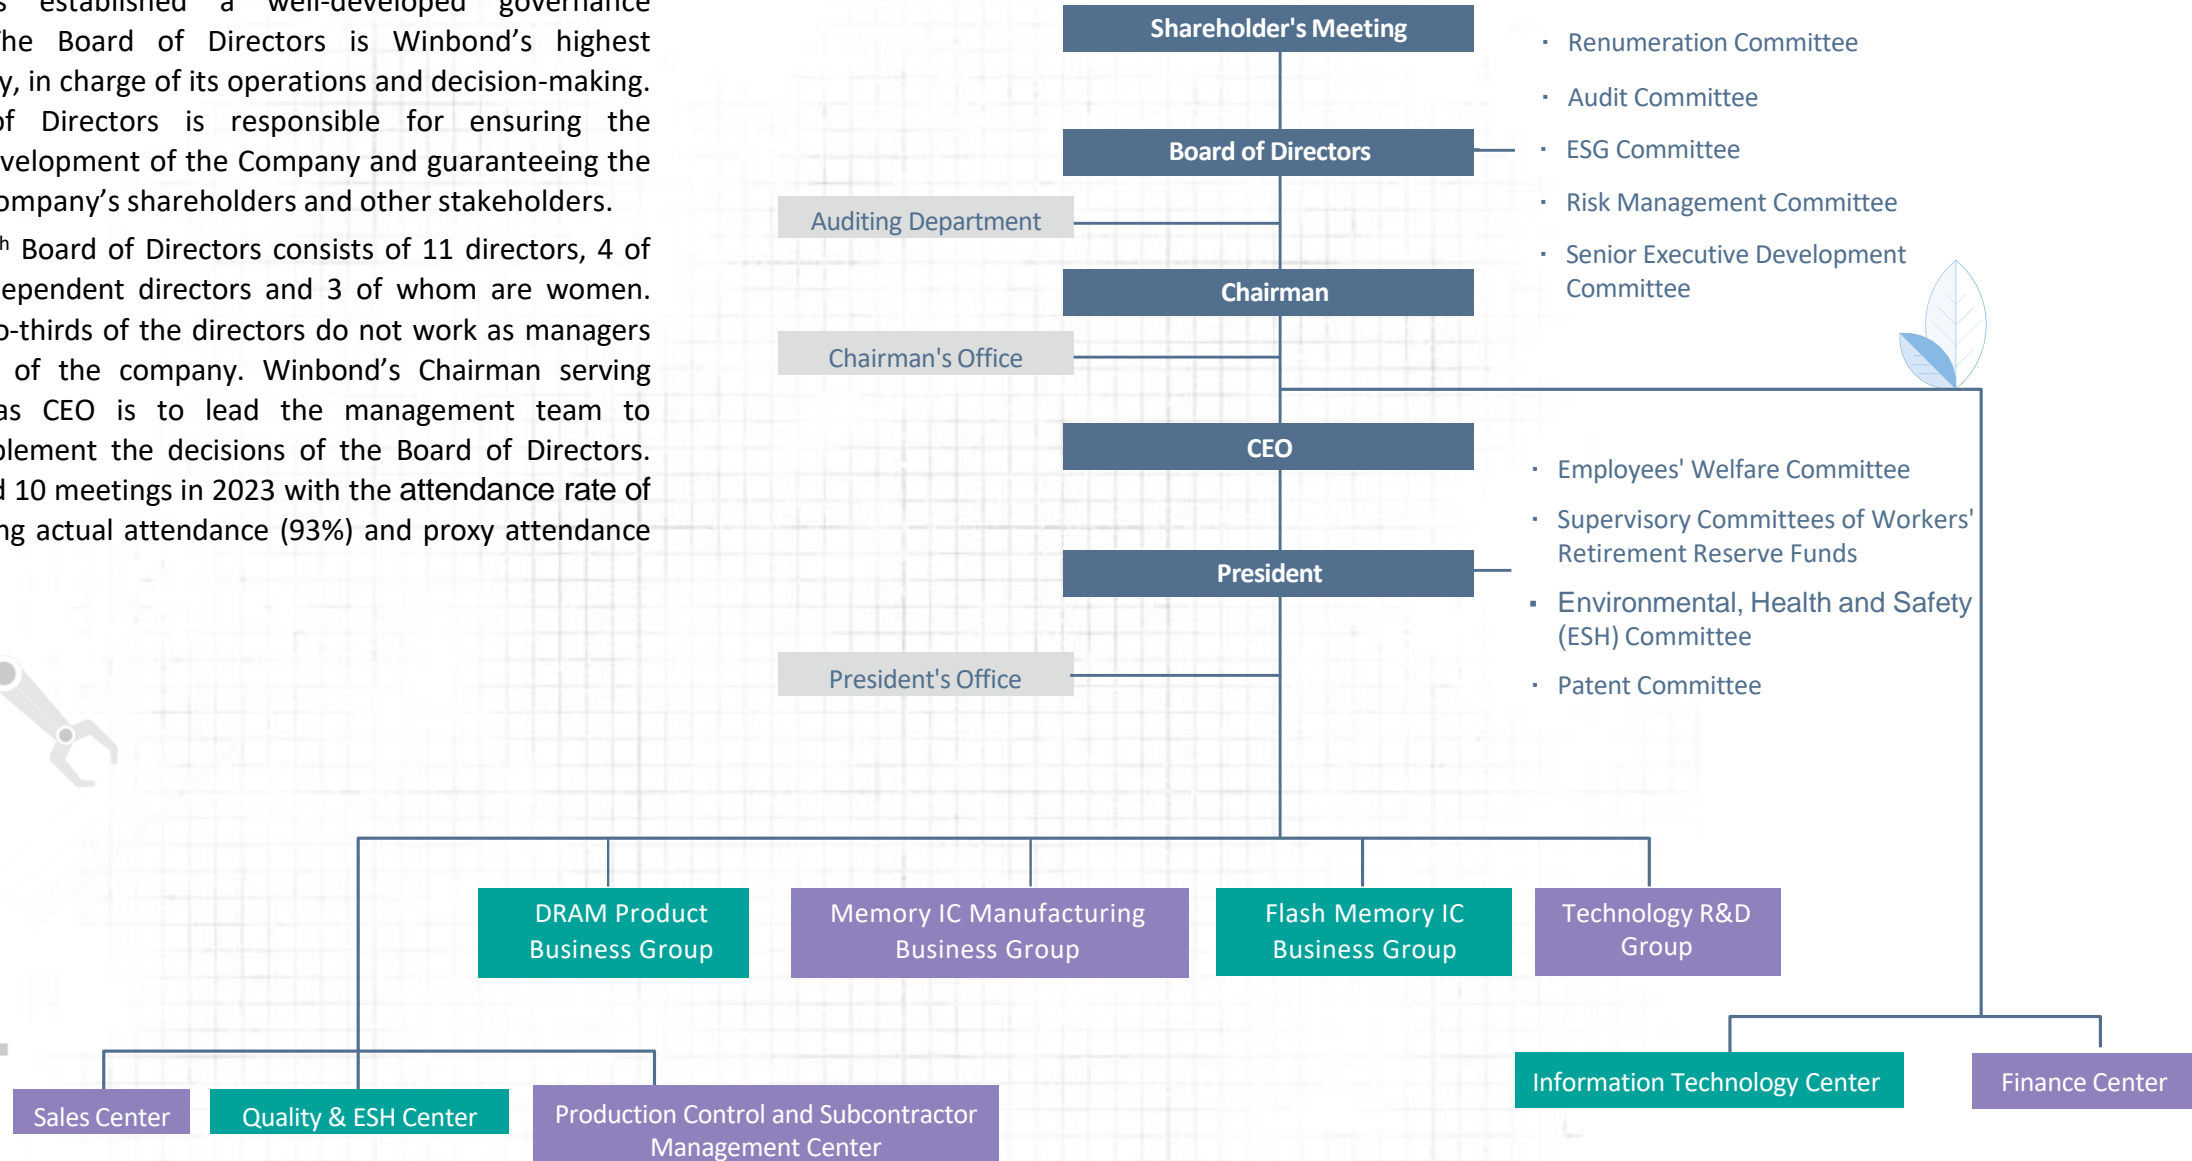 established a well-developed governance
The Board of Directors is Winbond’s highest
in charge of its operations and decision-making.
of Directors is responsible for ensuring the
of the Company and guaranteeing the
shareholders and other stakeholders.
Board of Directors consists of 11 directors, 4 of
directors and 3 of whom are women.
of the directors do not work as managers
of the company. Winbond’s Chairman serving
as CEO is to lead the management team to
the decisions of the Board of Directors.
10 meetings in 2023 with the attendance rate of
actual attendance (93%) and proxy attendance
Shareholder's Meeting
Board of Directors
· Renumeration Committee
· Audit Committee
· ESG Committee
· Risk Management Committee
· Senior Executive Development
Committee
Auditing Department
Chairman
Chairman's Office
CEO
President
· Employees' Welfare Committee
· Supervisory Committees of Workers'
Retirement Reserve Funds
▪ Environmental, Health and Safety
(ESH) Committee
· Patent Committee
President's Office
DRAM Product
Business Group
Memory IC Manufacturing
Business Group
Flash Memory IC
Business Group
Technology R&D
Group
Sales Center
Quality & ESH Center
Production Control and Subcontractor
Management Center
Information Technology Center
Finance Center